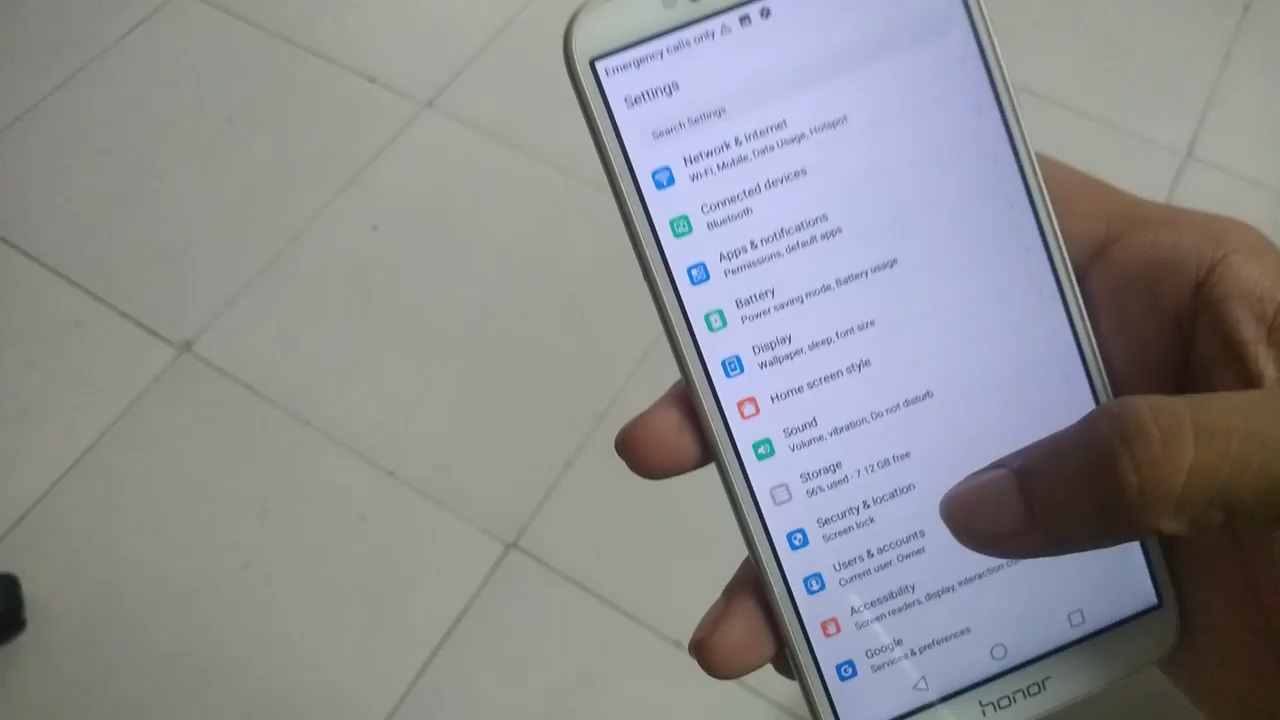 Emergency calls only
Settings
Search Settings
Network & Internet
Wi-Fi, Mobile, Data Usage, Hotspot
Connected devices
Bluetooth
Apps & notifications
Permissions, default apps
Battery
Power saving mode, Battery usage
Display
Wallpaper, sleep, font size
Home screen style
Sound
Volume, vibration, Do not disturb
Storage
56% used - 7.12 GB free
Security & location
Screen lock
Users & accounts
Current user: Owner
Accessibility
Screen readers, display, interaction
Google
Services & preferences
honor